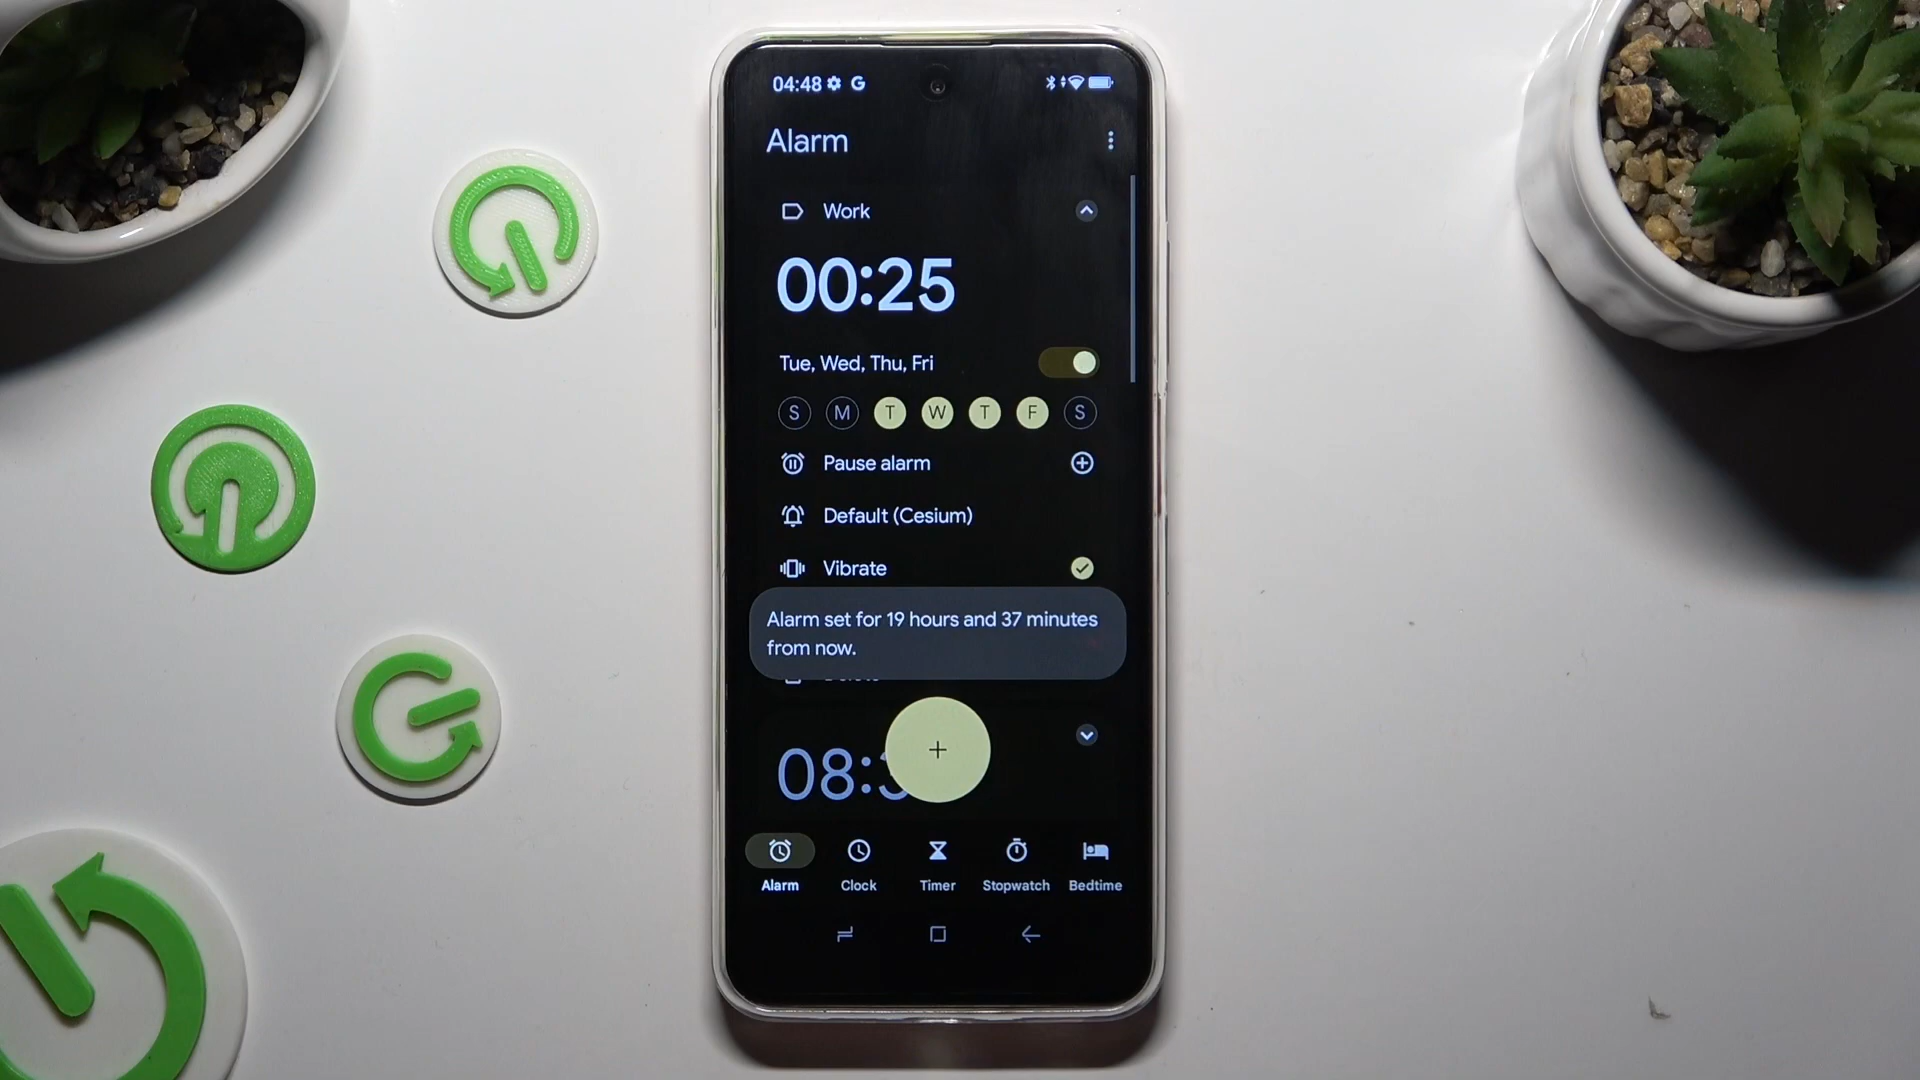 04:48 G
Alarm
Work
00:25
Tue, Wed, Thu, Fri
S M T W T F S
Pause alarm
Default (Cesium)
Vibrate
Alarm set for 19 hours and 37 minutes
from now.
08:
Alarm Clock Timer Stopwatch Bedtime